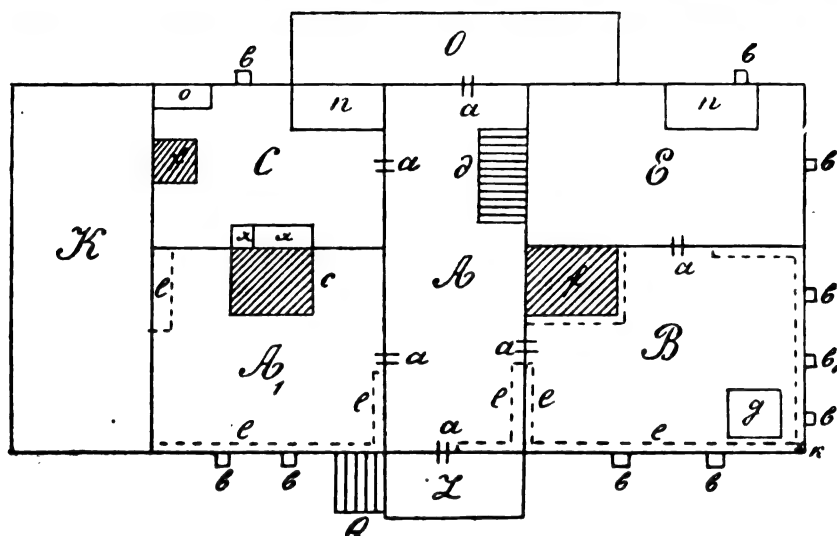 O
в в
о п а п
С а д Е в
К х х
с А а в
е А₁ а а В в
е е е g в
е а е к
в в Z в в
Q